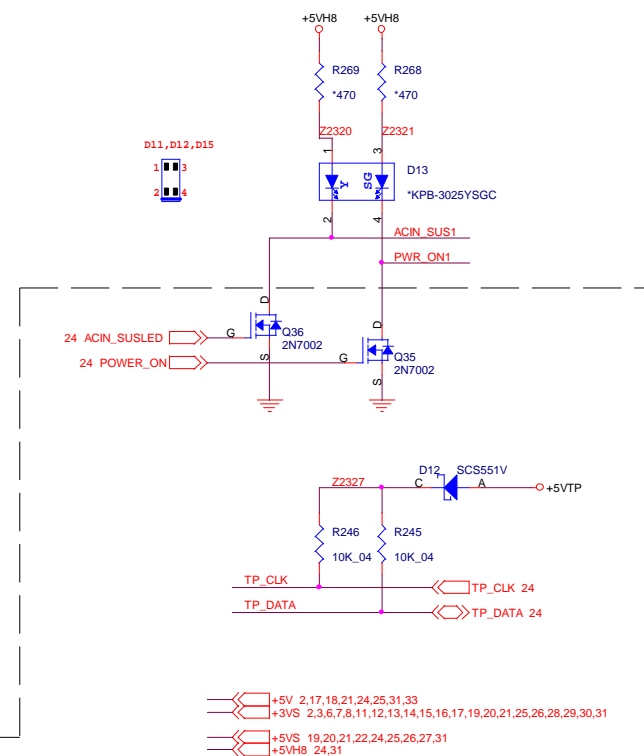 +5VH8 +5VH8
R269 R268
*470 *470
Z2320 Z2321
D11,D12,D15
1 3
2 4
1 3
D13
Y SG
*KPB-3025YSGC
2 4
ACIN_SUS1
PWR_ON1
D
24 ACIN_SUSLED G Q36
2N7002
S
D
24 POWER_ON G Q35
2N7002
S
D12 SCS551V
Z2327 C A +5VTP
R246 R245
10K_04 10K_04
TP_CLK TP_CLK 24
TP_DATA TP_DATA 24
+5V 2,17,18,21,24,25,31,33
+3VS 2,3,6,7,8,11,12,13,14,15,16,17,19,20,21,25,26,28,29,30,31
+5VS 19,20,21,22,24,25,26,27,31
+5VH8 24,31